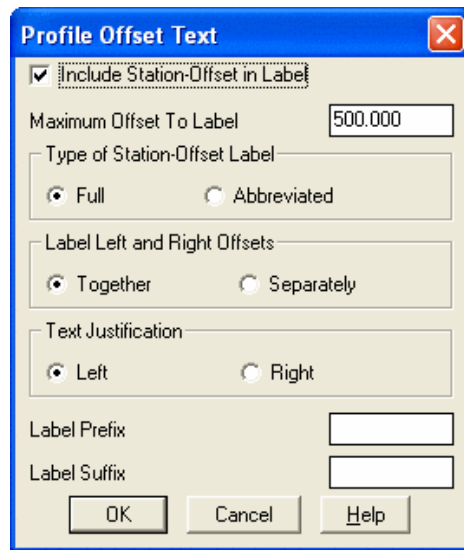 Profile Offset Text
Include Station-Offset in Label
Maximum Offset To Label 500.000
Type of Station-Offset Label
Full Abbreviated
Label Left and Right Offsets
Together Separately
Text Justification
Left Right
Label Prefix
Label Suffix
OK Cancel Help